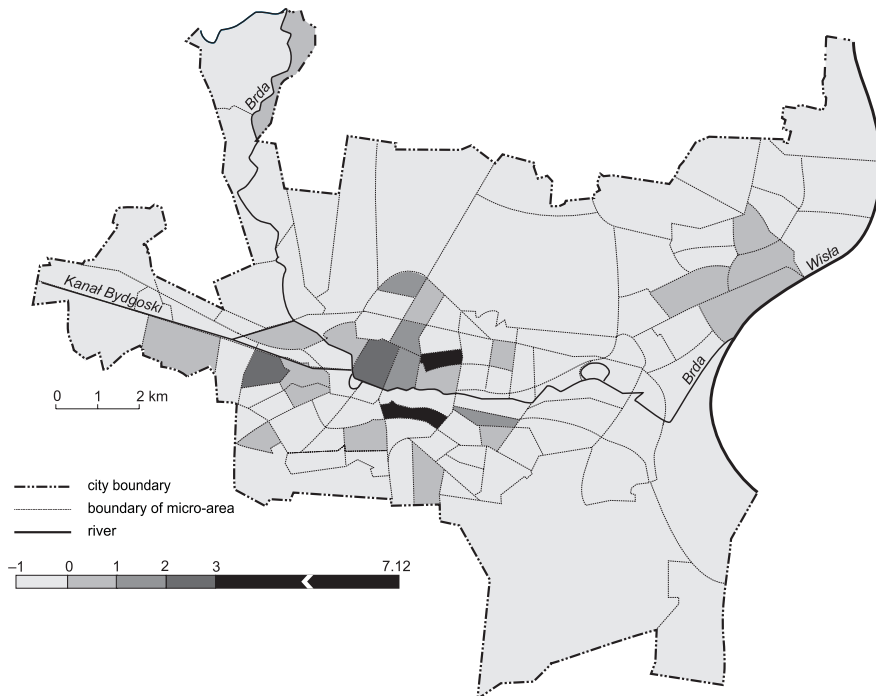 Brda
Wisła
Kanał Bydgoski
Brda
0 1 2 km
city boundary
boundary of micro-area
river
–1 0 1 2 3 7.12